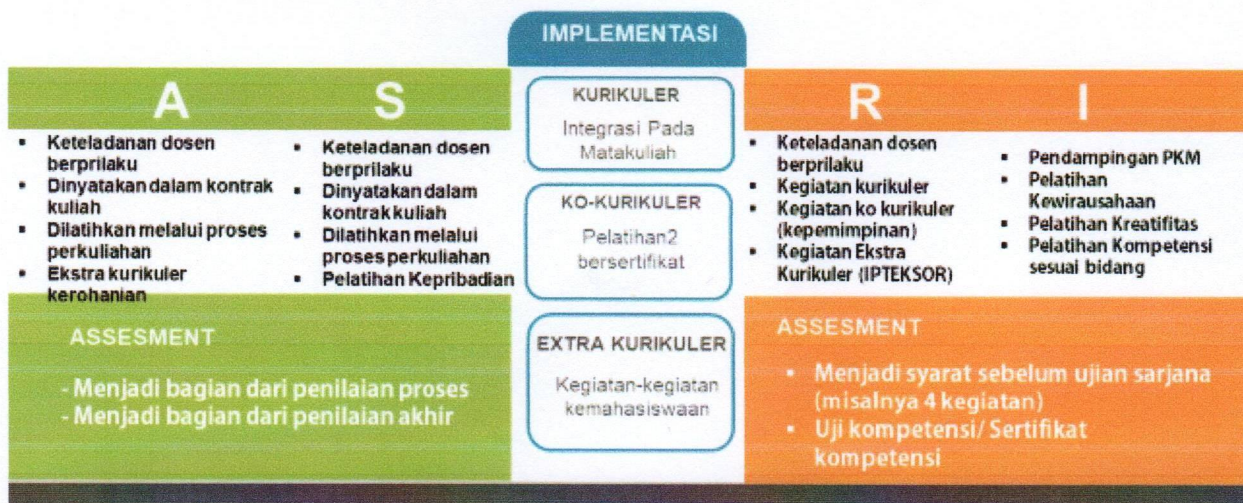 IMPLEMENTASI
A
▪ Keteladanan dosen
berprilaku
▪ Dinyatakan dalam kontrak
kuliah
▪ Dilatihkan melalui proses
perkuliahan
▪ Ekstra kurikuler
kerohanian
S
▪ Keteladanan dosen
berprilaku
▪ Dinyatakan dalam
kontrak kuliah
▪ Dilatihkan melalui
proses perkuliahan
▪ Pelatihan Kepribadian
ASSESMENT
- Menjadi bagian dari penilaian proses
- Menjadi bagian dari penilaian akhir
KURIKULER
Integrasi Pada
Matakuliah
KO-KURIKULER
Pelatihan2
bersertifikat
EXTRA KURIKULER
Kegiatan-kegiatan
kemahasiswaan
R
▪ Keteladanan dosen
berprilaku
▪ Kegiatan kurikuler
▪ Kegiatan ko kurikuler
(kepemimpinan)
▪ Kegiatan Ekstra
Kurikuler (IPTEKSOR)
I
▪ Pendampingan PKM
▪ Pelatihan
Kewirausahaan
▪ Pelatihan Kreatifitas
▪ Pelatihan Kompetensi
sesuai bidang
ASSESMENT
▪ Menjadi syarat sebelum ujian sarjana
(misalnya 4 kegiatan)
▪ Uji kompetensi/ Sertifikat
kompetensi